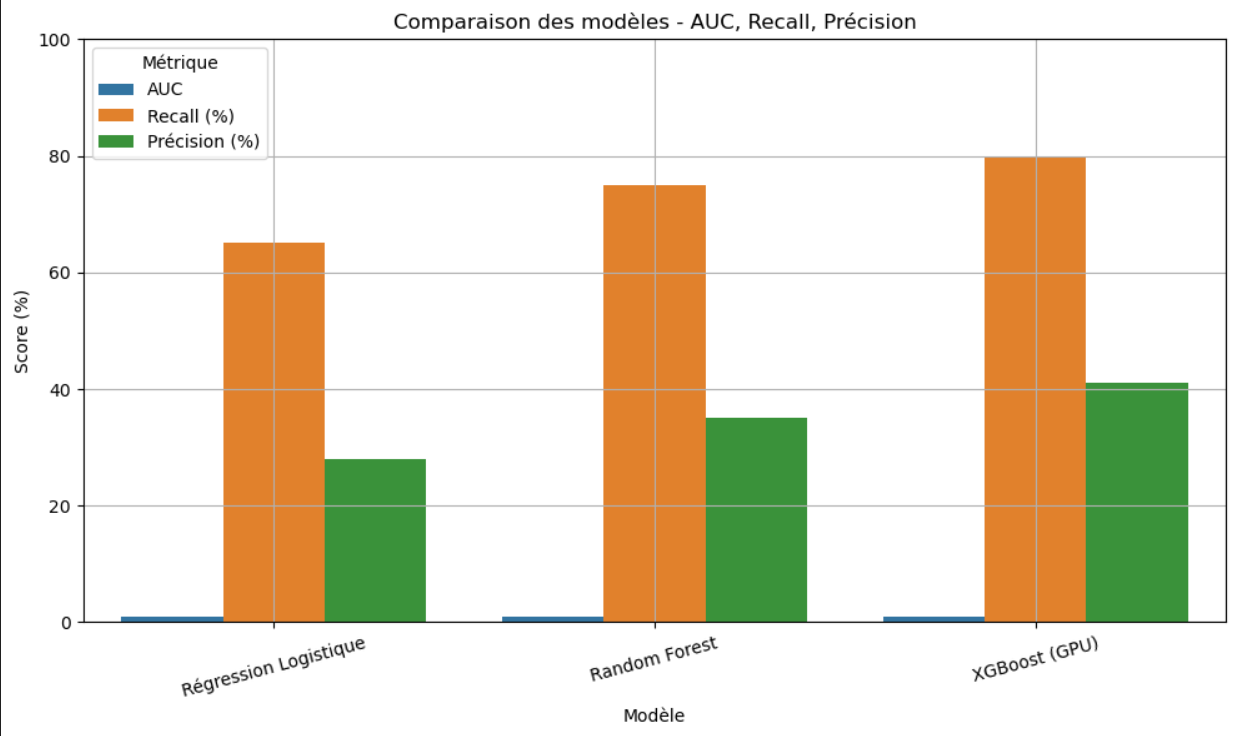 Comparaison des modèles - AUC, Recall, Précision
100
80
60
40
20
0
Score (%)
Métrique
AUC
Recall (%)
Précision (%)
Régression Logistique
Random Forest
XGBoost (GPU)
Modèle